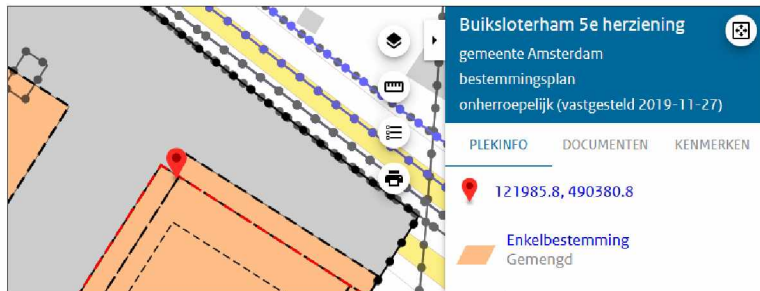 Buiksloterham 5e herziening
gemeente Amsterdam
bestemmingsplan
onherroepelijk (vastgesteld 2019-11-27)
PLEKINFO DOCUMENTEN KENMERKEN
121985.8, 490380.8
Enkelbestemming
Gemengd